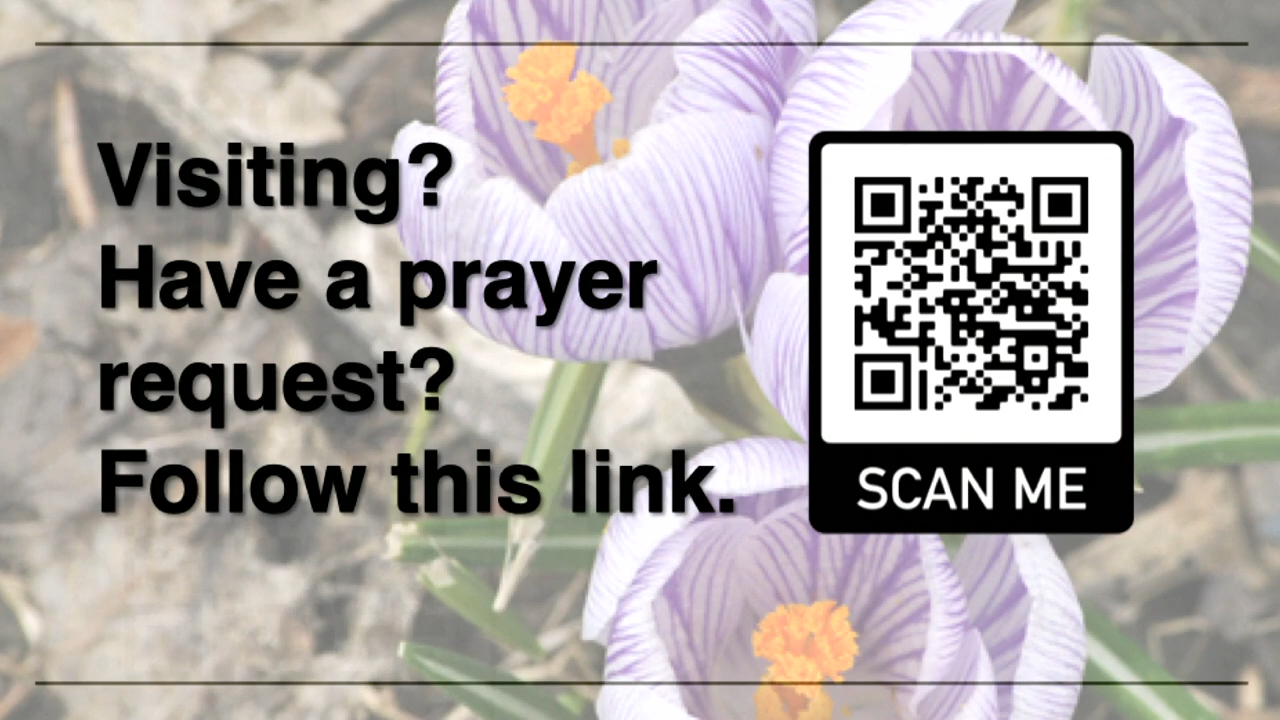 Visiting?
Have a prayer
request?
Follow this link.
SCAN ME